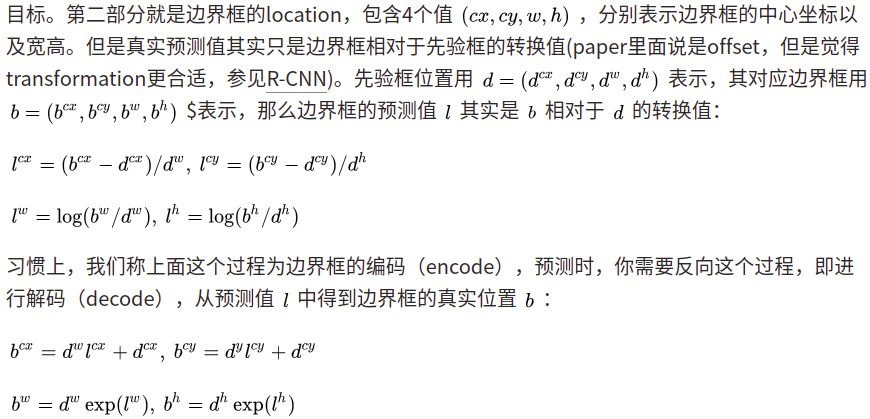 目标。第二部分就是边界框的location，包含4个值 (cx, cy, w, h) ，分别表示边界框的中心坐标以
及宽高。但是真实预测值其实只是边界框相对于先验框的转换值(paper里面说是offset，但是觉得
transformation更合适，参见R-CNN)。先验框位置用 d = (d^{cx}, d^{cy}, d^{w}, d^{h}) 表示，其对应边界框用
b = (b^{cx}, b^{cy}, b^{w}, b^{h}) $表示，那么边界框的预测值 l 其实是 b 相对于 d 的转换值：
l^{cx} = (b^{cx} − d^{cx})/d^{w}, l^{cy} = (b^{cy} − d^{cy})/d^{h}
l^{w} = log(b^{w}/d^{w}), l^{h} = log(b^{h}/d^{h})
习惯上，我们称上面这个过程为边界框的编码（encode），预测时，你需要反向这个过程，即进
行解码（decode），从预测值 l 中得到边界框的真实位置 b ：
b^{cx} = d^{w}l^{cx} + d^{cx}, b^{cy} = d^{y}l^{cy} + d^{cy}
b^{w} = d^{w} exp(l^{w}), b^{h} = d^{h} exp(l^{h})